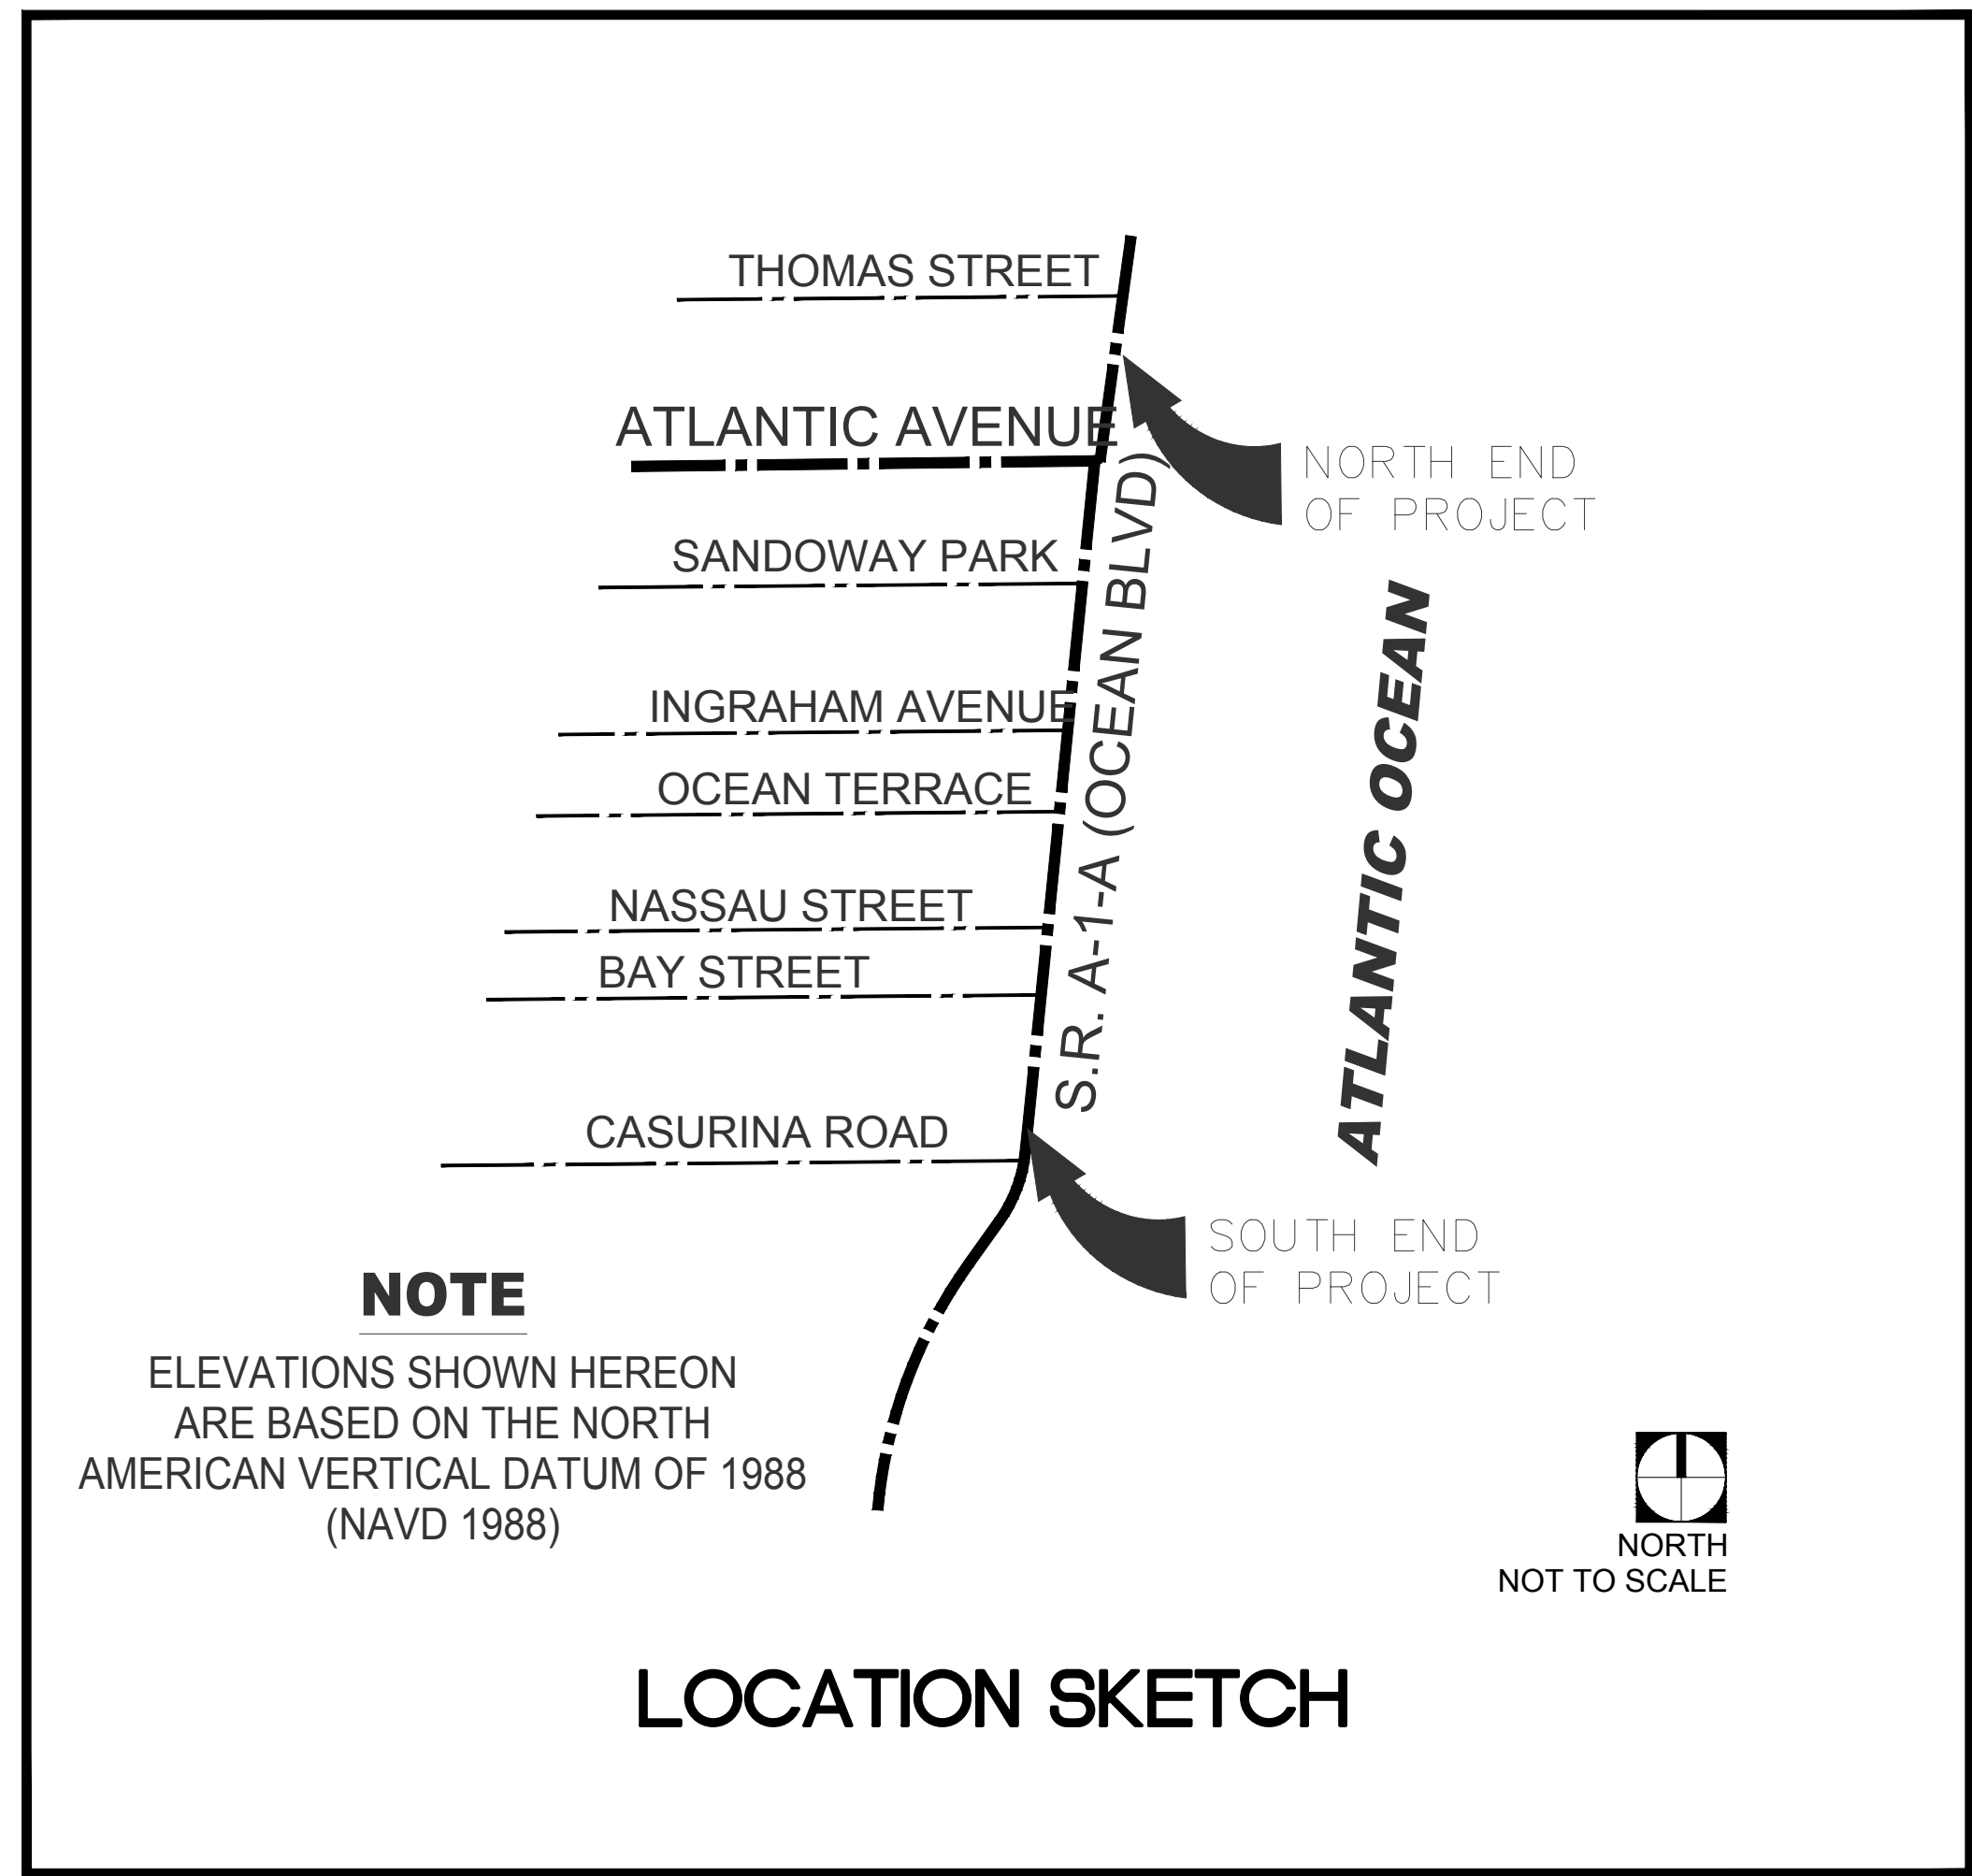 THOMAS STREET
ATLANTIC AVENUE
NORTH END
OF PROJECT
SANDOWAY PARK
INGRAHAM AVENUE
OCEAN TERRACE
NASSAU STREET
BAY STREET
CASURINA ROAD
S.R. A-1-A (OCEAN BLVD)
ATLANTIC OCEAN
SOUTH END
OF PROJECT
NOTE
ELEVATIONS SHOWN HEREON
ARE BASED ON THE NORTH
AMERICAN VERTICAL DATUM OF 1988
(NAVD 1988)
NORTH
NOT TO SCALE
LOCATION SKETCH